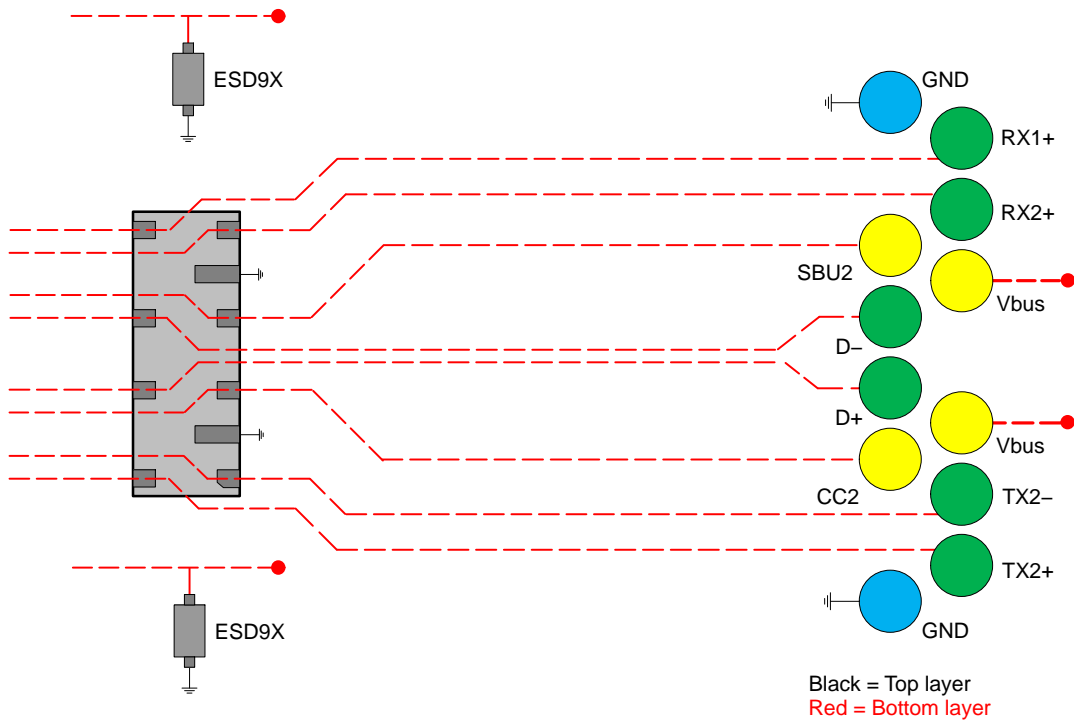 ESD9X
GND
RX1+
RX2+
SBU2
Vbus
D–
D+
Vbus
CC2
TX2–
TX2+
ESD9X
GND
Black = Top layer
Red = Bottom layer